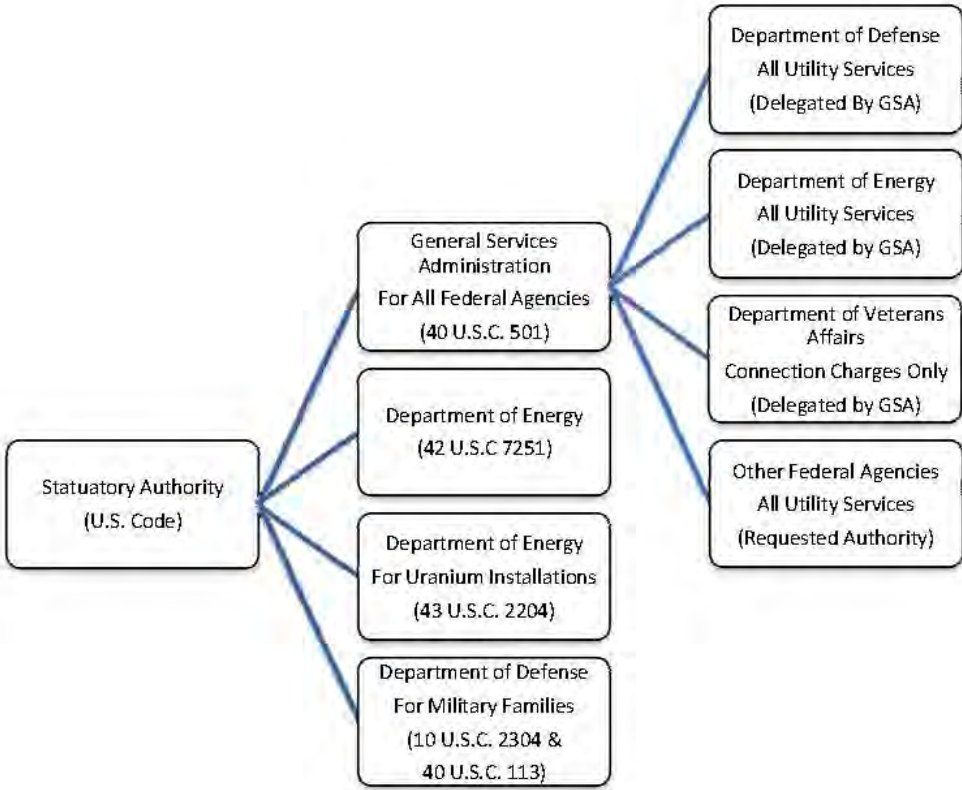 Statuatory Authority
(U.S. Code)
General Services
Administration
For All Federal Agencies
(40 U.S.C. 501)
Department of Energy
(42 U.S.C 7251)
Department of Energy
For Uranium Installations
(43 U.S.C. 2204)
Department of Defense
For Military Families
(10 U.S.C. 2304 &
40 U.S.C. 113)
Department of Defense
All Utility Services
(Delegated By GSA)
Department of Energy
All Utility Services
(Delegated by GSA)
Department of Veterans
Affairs
Connection Charges Only
(Delegated by GSA)
Other Federal Agencies
All Utility Services
(Requested Authority)